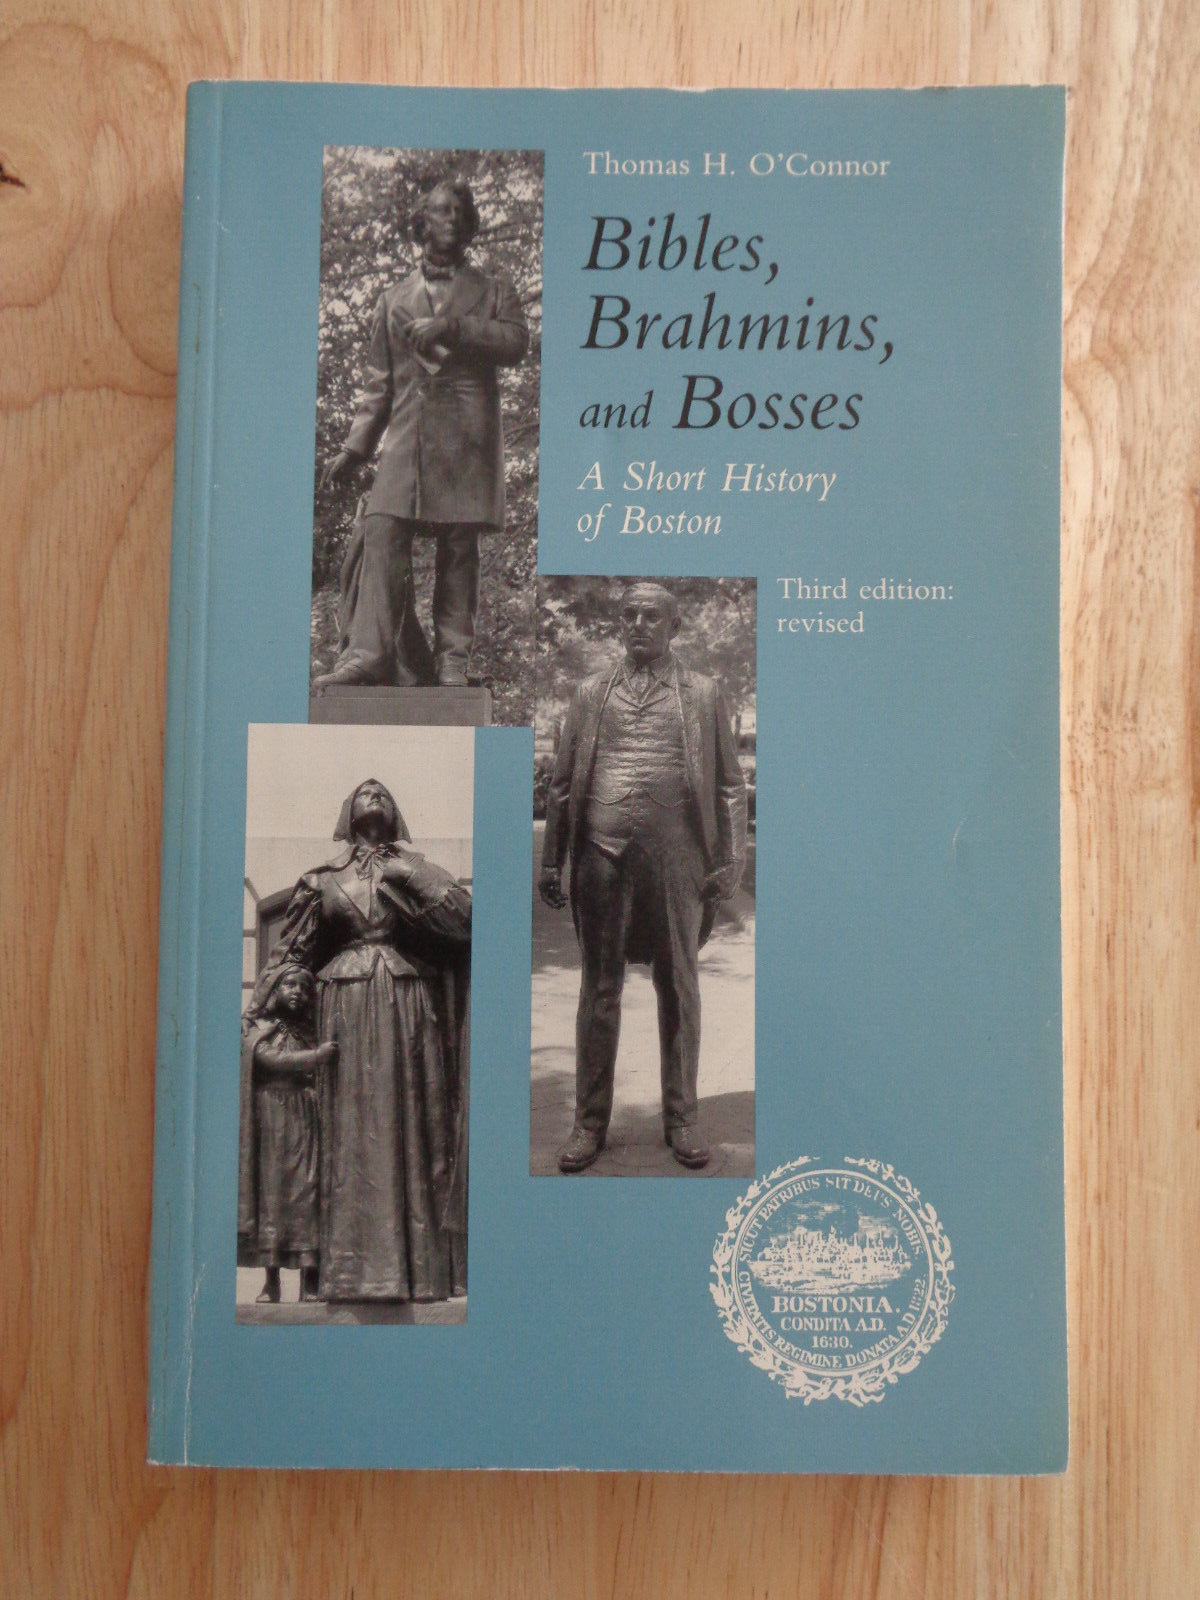 Thomas H. O'Connor
Bibles,
Brahmins,
and Bosses
A Short History
of Boston
Third edition:
revised
SICUT PATRIBUS SIT DEUS NOBIS.
CIVITATIS REGIMINE DONATA A.D. 1822.
BOSTONIA.
CONDITA A.D.
1630.